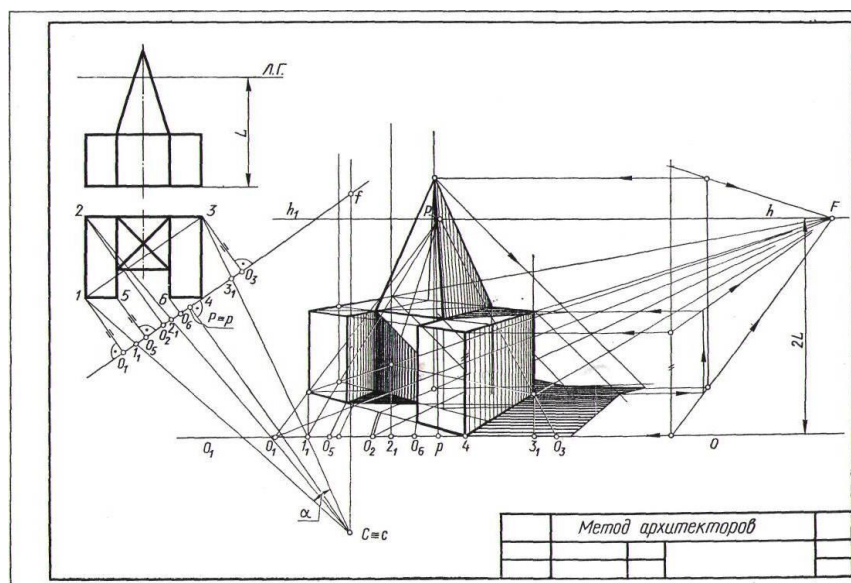 Л.Г.
L
f
h₁
P
h
F
2
3
1
5
6
4
O₃
3₁
P≡p
O₆
2₁
O₂
O₅
1₁
O₁
2L
O₁
O₁
1₁
O₅
O₂
2₁
O₆
p
4
3₁
O₃
O
α
C≡c
Метод архитекторов